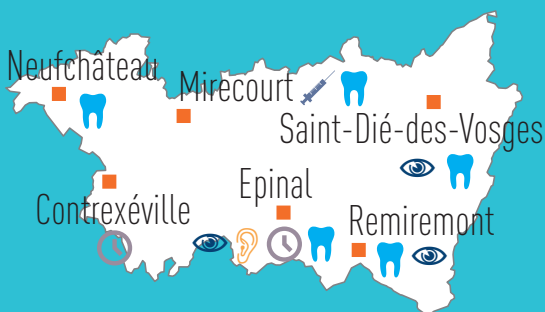 Neufchâteau
Mirecourt
Saint-Dié-des-Vosges
Epinal
Contrexéville
Remiremont